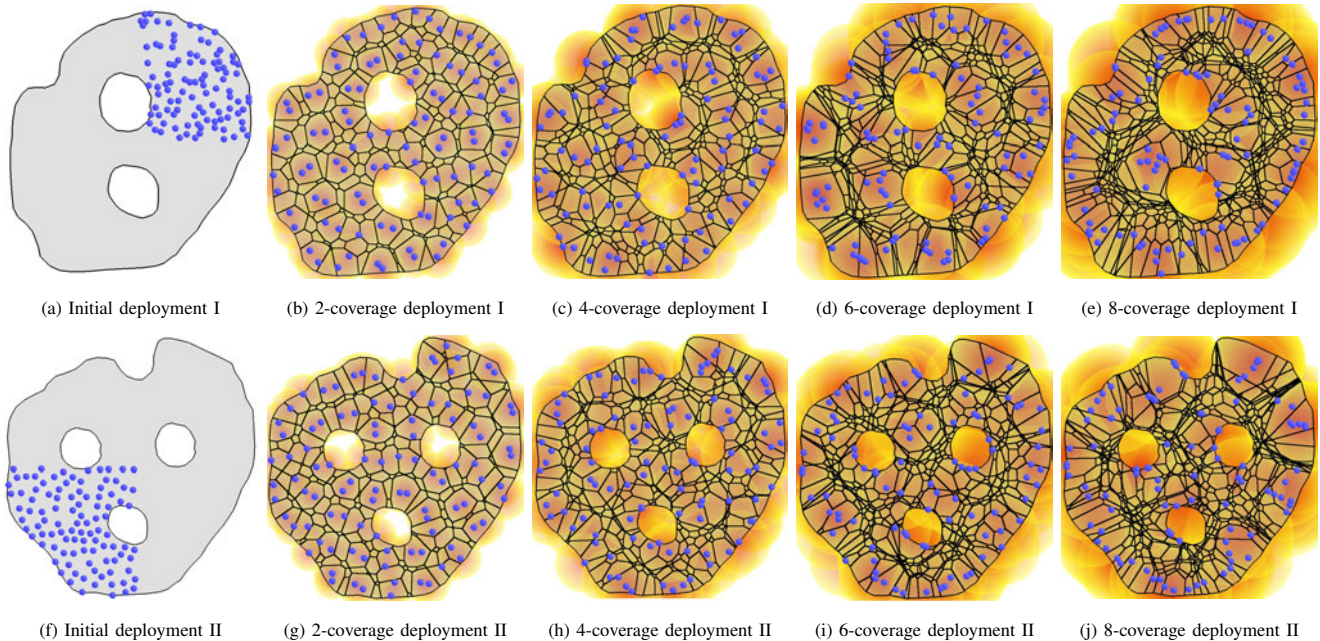 (a) Initial deployment I
(b) 2-coverage deployment I
(c) 4-coverage deployment I
(d) 6-coverage deployment I
(e) 8-coverage deployment I
(f) Initial deployment II
(g) 2-coverage deployment II
(h) 4-coverage deployment II
(i) 6-coverage deployment II
(j) 8-coverage deployment II